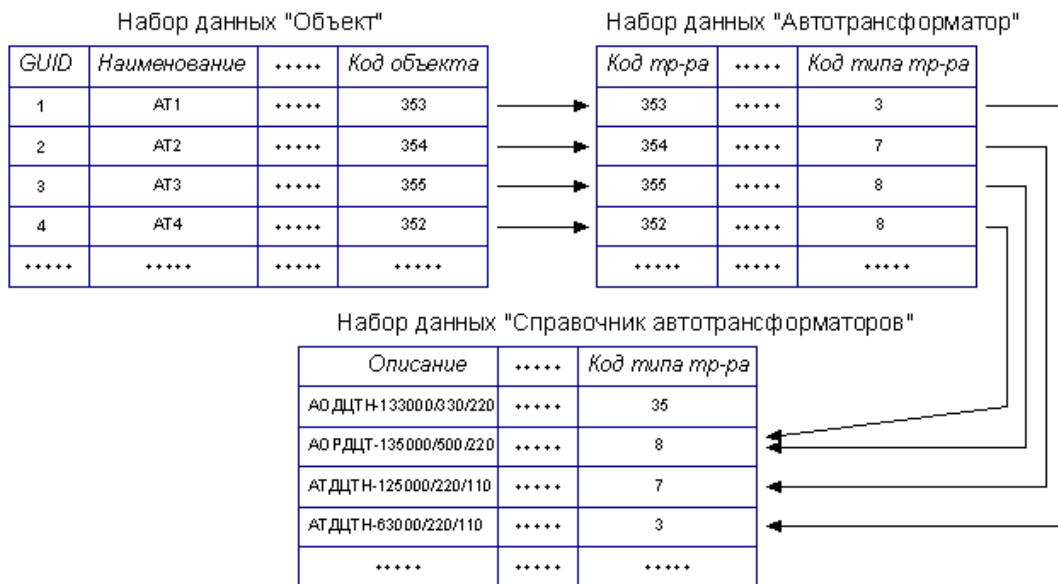 Набор данных "Объект"
Набор данных "Автотрансформатор"
GUID Наименование ••••• Код объекта
Код тр-ра ••••• Код типа тр-ра
1 АТ1 ••••• 353
353 ••••• 3
2 АТ2 ••••• 354
354 ••••• 7
3 АТ3 ••••• 355
355 ••••• 8
4 АТ4 ••••• 352
352 ••••• 8
••••• ••••• ••••• •••••
••••• ••••• •••••
Набор данных "Справочник автотрансформаторов"
Описание ••••• Код типа тр-ра
АОДЦТН-133000/330/220 ••••• 35
АОРДЦТ-135000/500/220 ••••• 8
АТДЦТН-125000/220/110 ••••• 7
АТДЦТН-63000/220/110 ••••• 3
••••• ••••• •••••